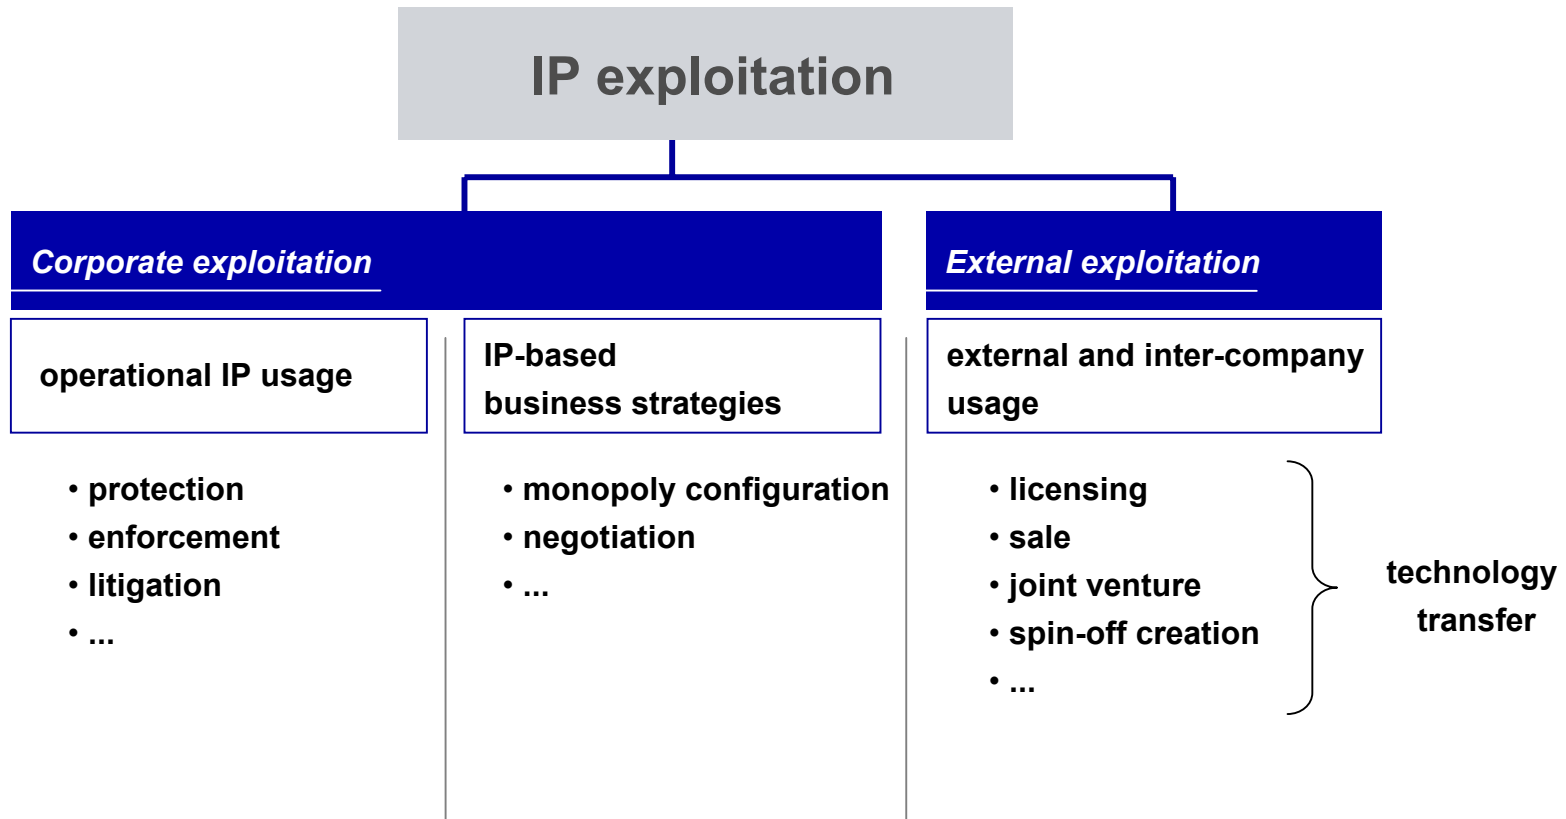 IP exploitation
Corporate exploitation
External exploitation
operational IP usage
IP-based
business strategies
external and inter-company
usage
• protection
• enforcement
• litigation
• ...
• monopoly configuration
• negotiation
• ...
• licensing
• sale
• joint venture
• spin-off creation
• ...
technology
transfer